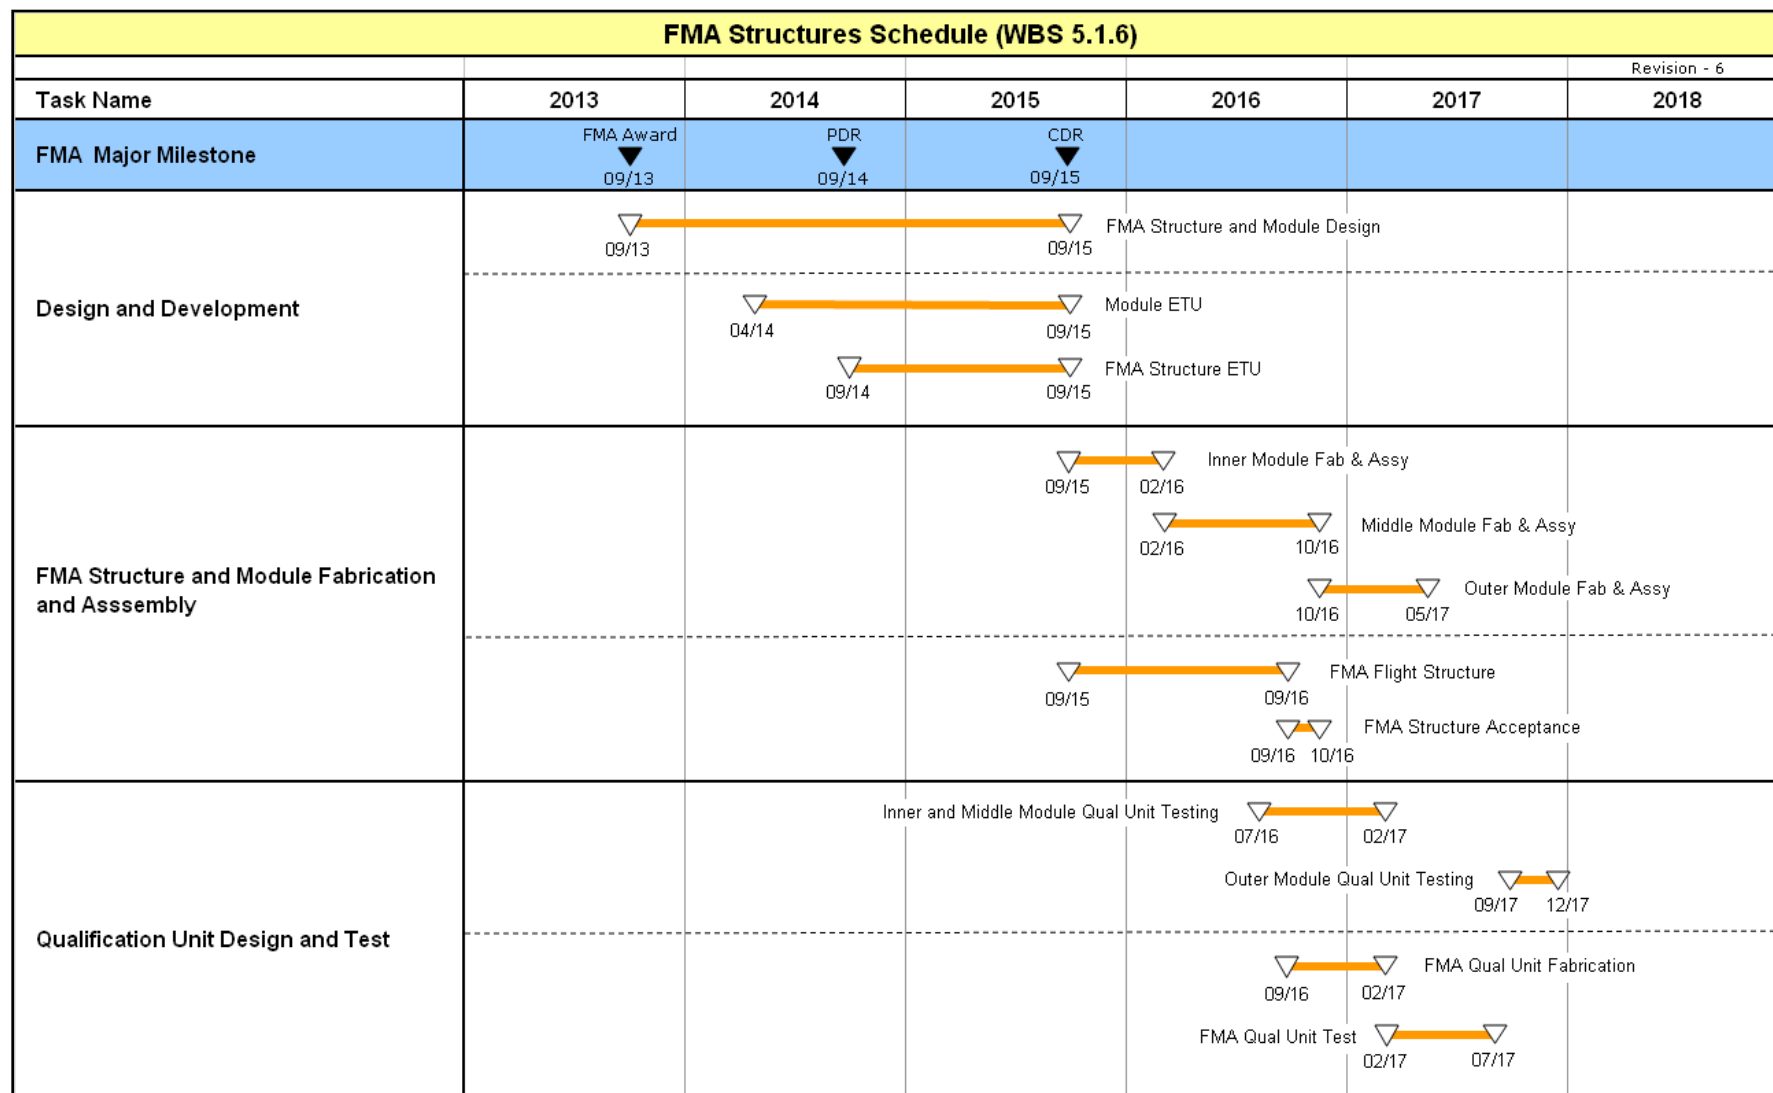 FMA Structures Schedule (WBS 5.1.6)
Revision - 6
Task Name 2013 2014 2015 2016 2017 2018
FMA Award PDR CDR
FMA Major Milestone
09/13 09/14 09/15
FMA Structure and Module Design
09/13 09/15
Design and Development
Module ETU
04/14 09/15
FMA Structure ETU
09/14 09/15
Inner Module Fab & Assy
09/15 02/16
Middle Module Fab & Assy
02/16 10/16
FMA Structure and Module Fabrication
and Asssembly
Outer Module Fab & Assy
10/16 05/17
FMA Flight Structure
09/15 09/16
FMA Structure Acceptance
09/16 10/16
Inner and Middle Module Qual Unit Testing
07/16 02/17
Outer Module Qual Unit Testing
09/17 12/17
Qualification Unit Design and Test
FMA Qual Unit Fabrication
09/16 02/17
FMA Qual Unit Test
02/17 07/17